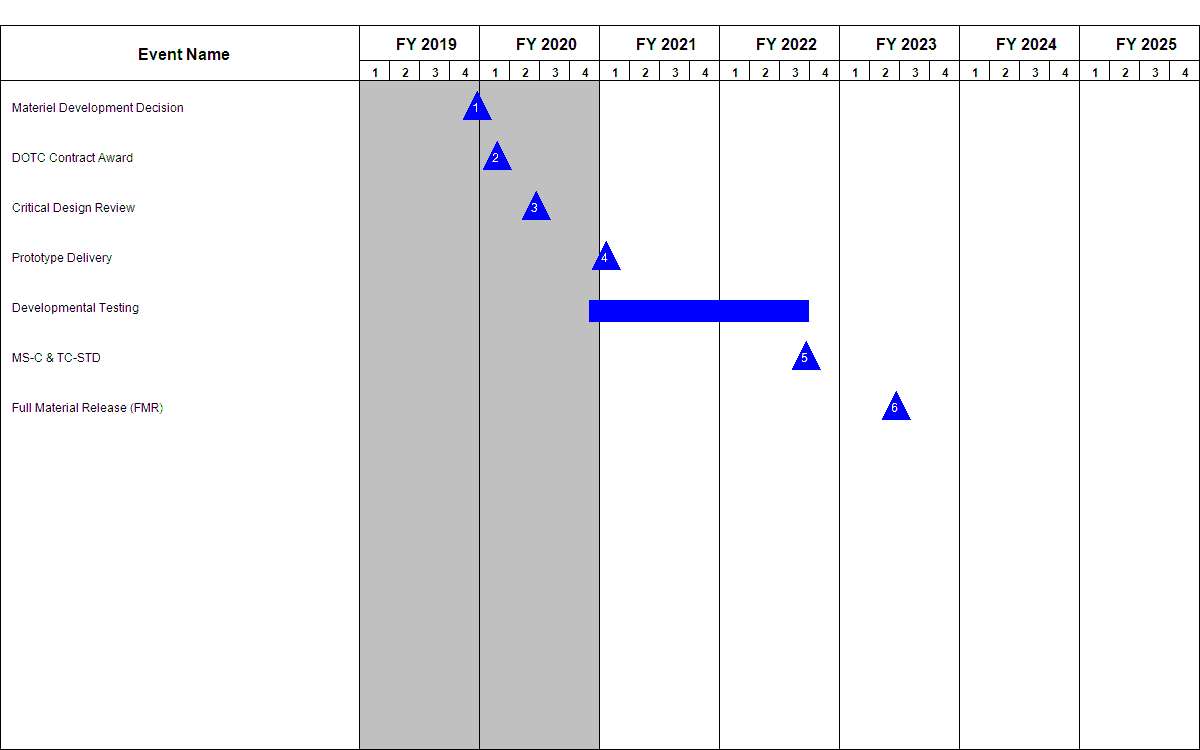 Event Name
FY 2019 FY 2020 FY 2021 FY 2022 FY 2023 FY 2024 FY 2025
1 2 3 4 1 2 3 4 1 2 3 4 1 2 3 4 1 2 3 4 1 2 3 4 1 2 3 4
Materiel Development Decision 1
DOTC Contract Award 2
Critical Design Review 3
Prototype Delivery 4
Developmental Testing
MS-C & TC-STD 5
Full Material Release (FMR) 6